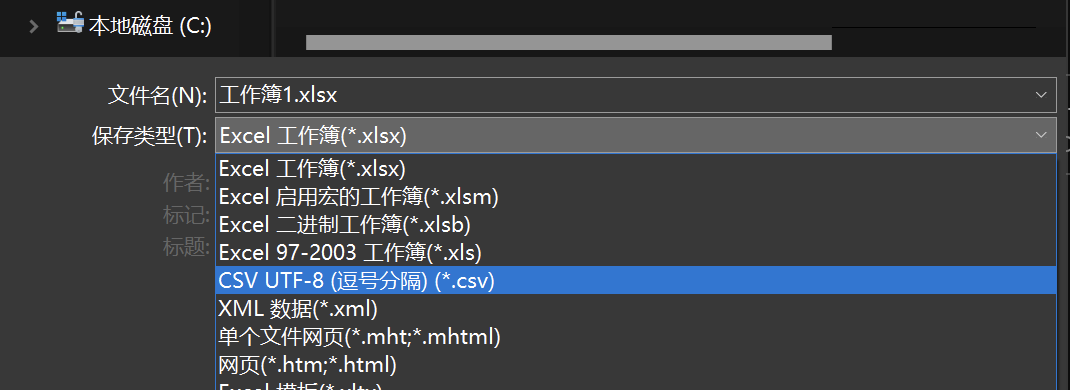 本地磁盘 (C:)
文件名(N): 工作簿1.xlsx
保存类型(T): Excel 工作簿(*.xlsx)
Excel 工作簿(*.xlsx)
作者: Excel 启用宏的工作簿(*.xlsm)
标记: Excel 二进制工作簿(*.xlsb)
标题: Excel 97-2003 工作簿(*.xls)
CSV UTF-8 (逗号分隔) (*.csv)
XML 数据(*.xml)
单个文件网页(*.mht;*.mhtml)
网页(*.htm;*.html)
Excel 模板(*.xltx)